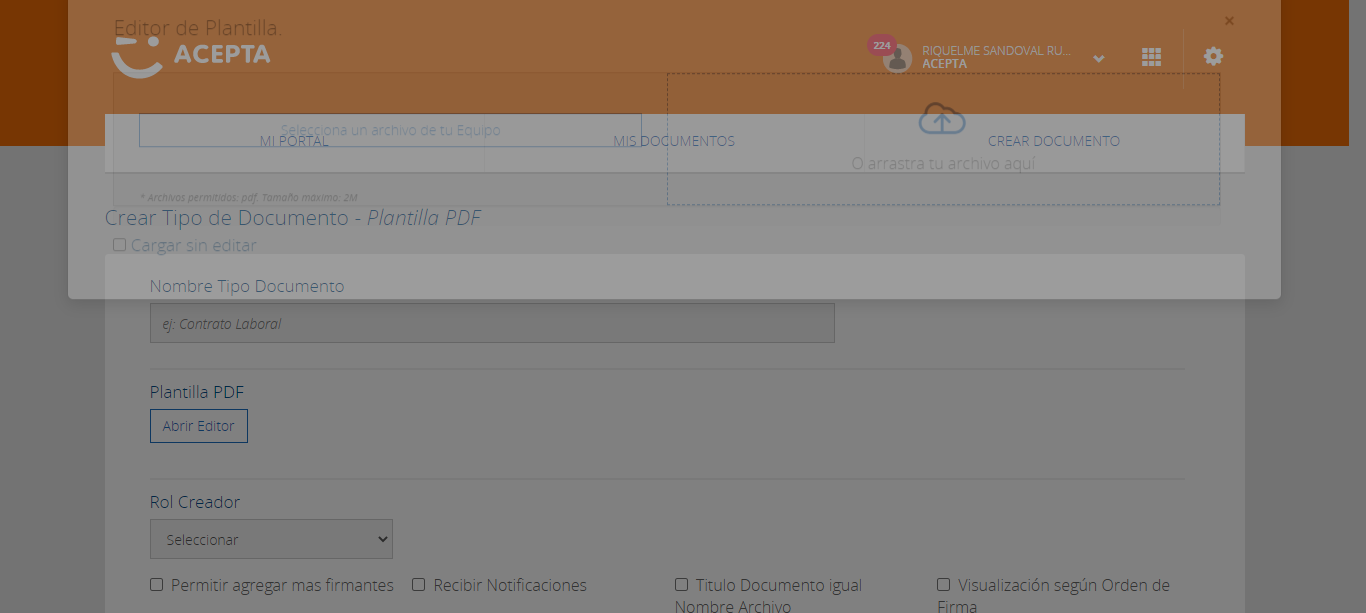 Editor de Plantilla.
×
ACEPTA
224
RIQUELME SANDOVAL RU...
ACEPTA
Selecciona un archivo de tu Equipo
MI PORTAL
MIS DOCUMENTOS
CREAR DOCUMENTO
O arrastra tu archivo aquí
* Archivos permitidos: pdf. Tamaño máximo: 2M
Crear Tipo de Documento - Plantilla PDF
Cargar sin editar
Nombre Tipo Documento
ej: Contrato Laboral
Plantilla PDF
Abrir Editor
Rol Creador
Seleccionar
Permitir agregar mas firmantes
Recibir Notificaciones
Titulo Documento igual
Nombre Archivo
Visualización según Orden de
Firma